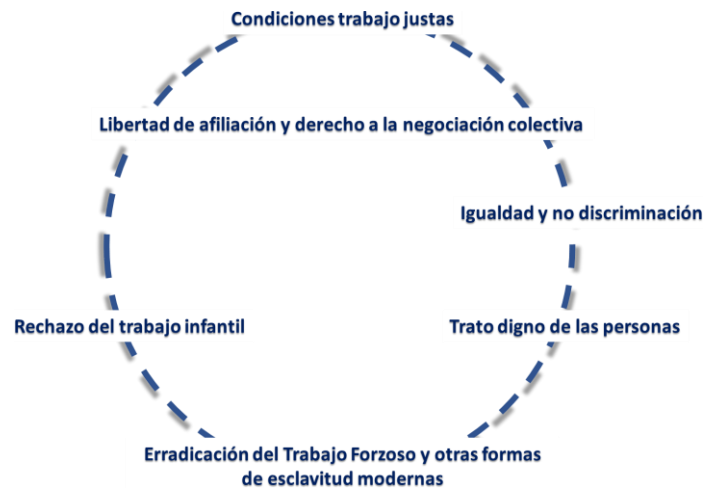 Condiciones trabajo justas
Libertad de afiliación y derecho a la negociación colectiva
Igualdad y no discriminación
Rechazo del trabajo infantil
Trato digno de las personas
Erradicación del Trabajo Forzoso y otras formas
de esclavitud modernas